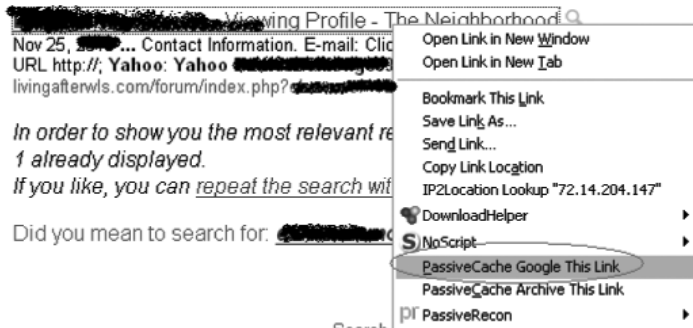 Viewing Profile - The Neighborhood
Nov 25, ... Contact Information. E-mail: Clic
URL http://; Yahoo: Yahoo
livingafterwls.com/forum/index.php?
In order to show you the most relevant re
1 already displayed.
If you like, you can repeat the search wit
Did you mean to search for:
Search
Open Link in New Window
Open Link in New Tab
Bookmark This Link
Save Link As...
Send Link...
Copy Link Location
IP2Location Lookup "72.14.204.147"
DownloadHelper
NoScript
PassiveCache Google This Link
PassiveCache Archive This Link
pr PassiveRecon